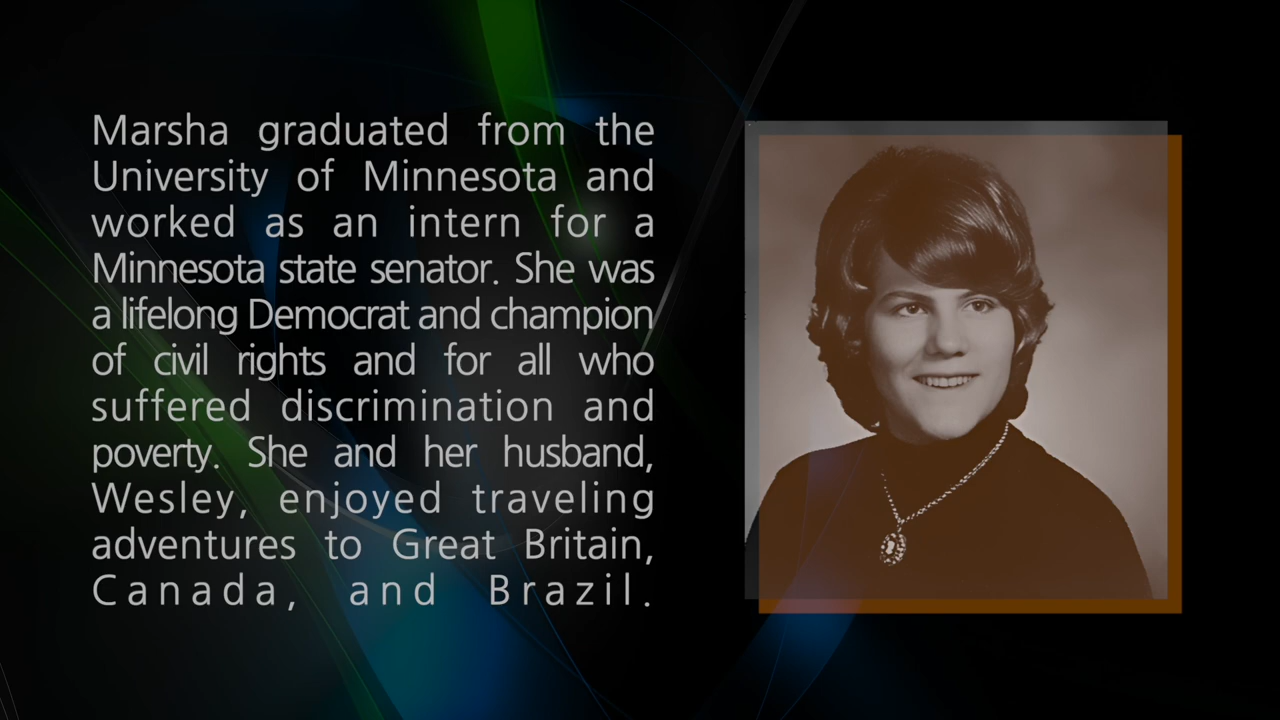 Marsha graduated from the
University of Minnesota and
worked as an intern for a
Minnesota state senator. She was
a lifelong Democrat and champion
of civil rights and for all who
suffered discrimination and
poverty. She and her husband,
Wesley, enjoyed traveling
adventures to Great Britain,
Canada, and Brazil.